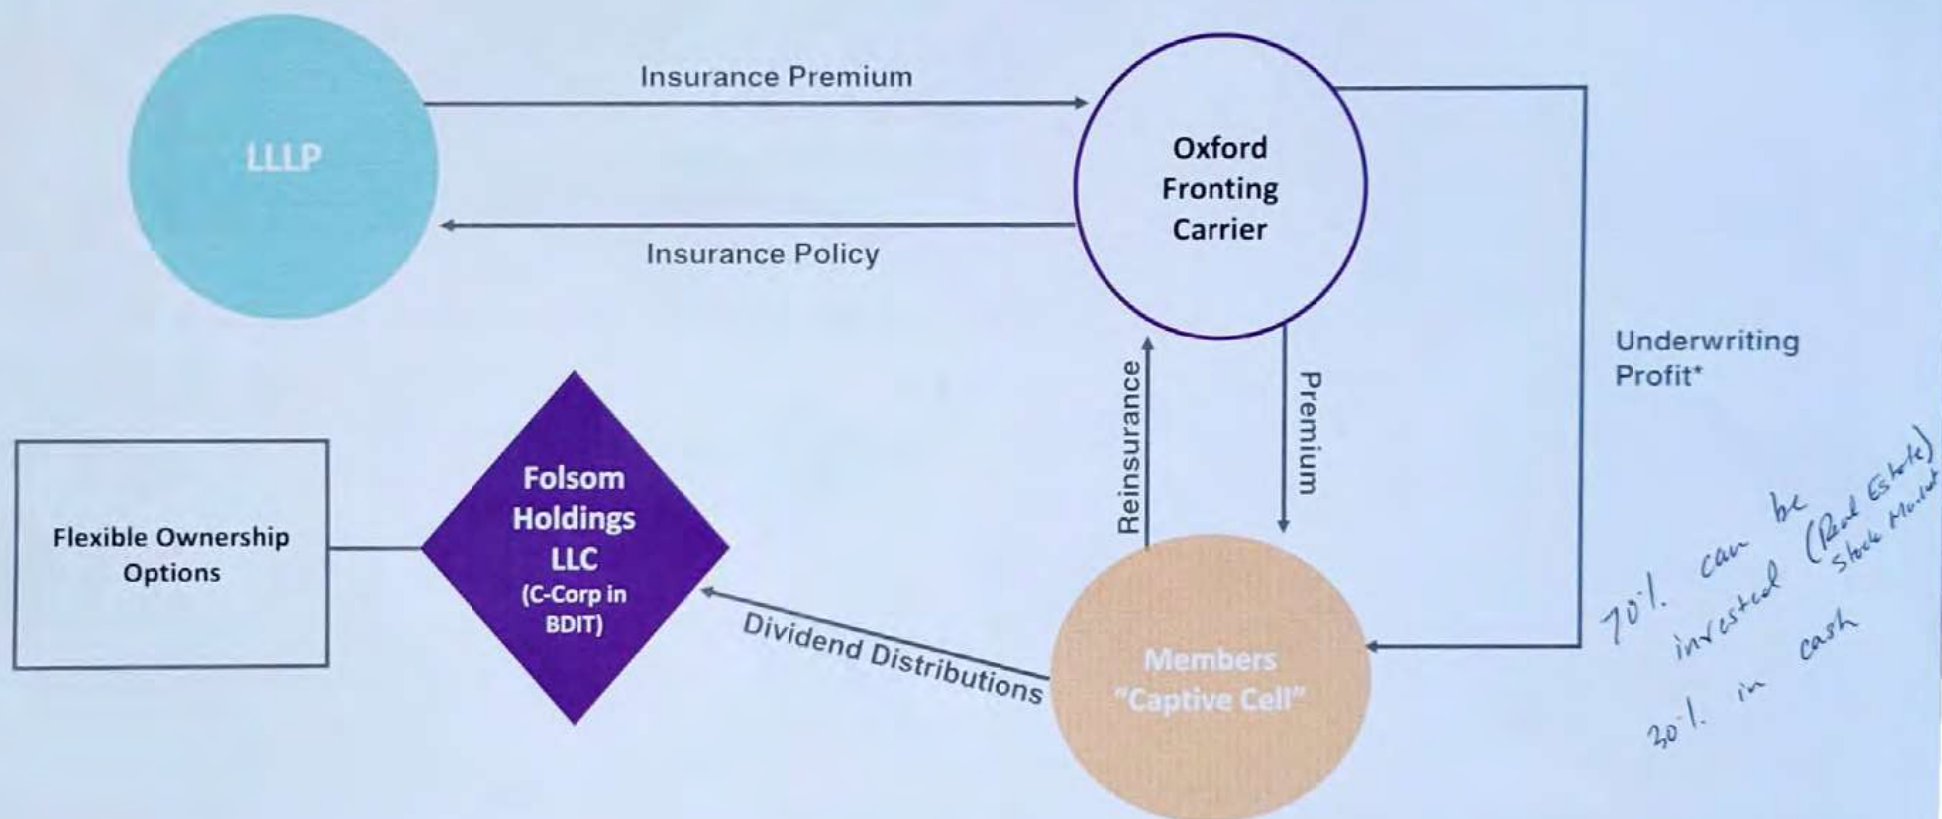 LLLP
Insurance Premium
Insurance Policy
Oxford
Fronting
Carrier
Underwriting
Profit*
Reinsurance
Premium
Flexible Ownership
Options
Folsom
Holdings
LLC
(C-Corp in
BDIT)
Dividend Distributions
Members
"Captive Cell"
70%. can be
invested (Real Estate)
Stock Market
30%. in cash